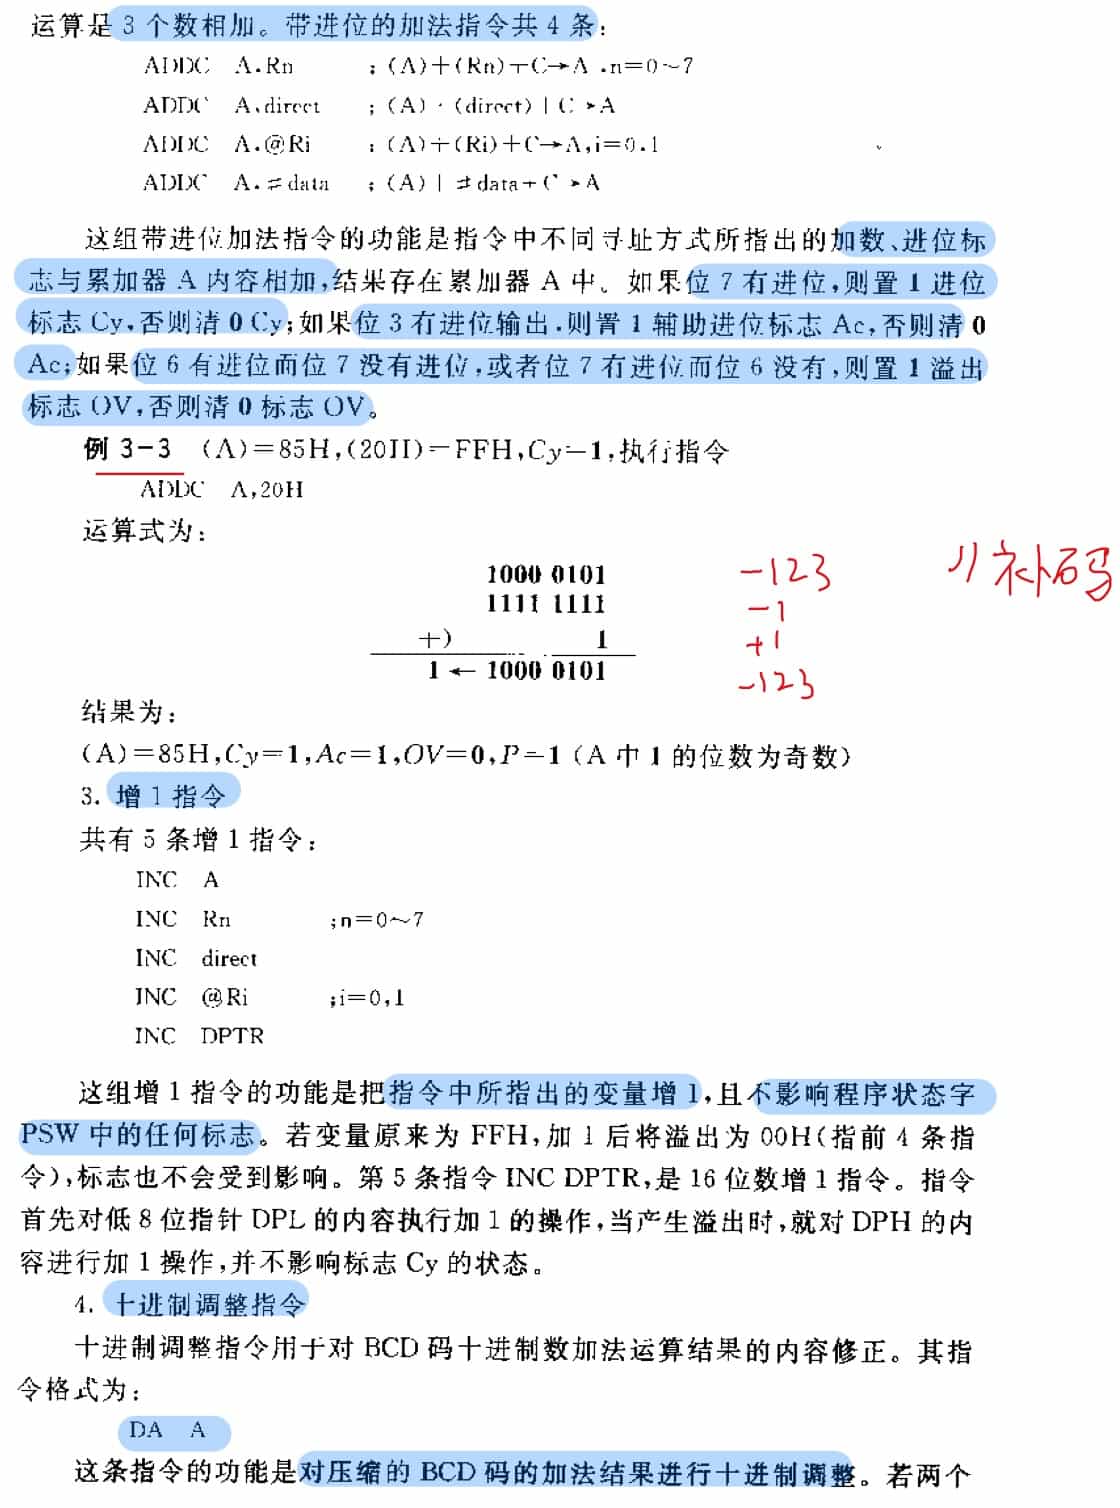 运算是 3 个数相加。带进位的加法指令共 4 条：
ADDC A,Rn ;(A)+(Rn)+C→A ,n=0~7
ADDC A,direct ;(A)+(direct)+C→A
ADDC A,@Ri ;(A)+(Ri)+C→A,i=0,1
ADDC A,#data ;(A)+#data+C→A
这组带进位加法指令的功能是指令中不同寻址方式所指出的加数、进位标
志与累加器 A 内容相加,结果存在累加器 A 中。如果位 7 有进位,则置 1 进位
标志 Cy,否则清 0 Cy;如果位 3 有进位输出,则置 1 辅助进位标志 Ac,否则清 0
Ac;如果位 6 有进位而位 7 没有进位,或者位 7 有进位而位 6 没有,则置 1 溢出
标志 OV,否则清 0 标志 OV。
例 3-3 (A)=85H,(20H)=FFH,Cy=1,执行指令
ADDC A,20H
运算式为：
1000 0101 -123 // 补码
1111 1111 -1
+) 1 +1
1 ← 1000 0101 -123
结果为：
(A)=85H,Cy=1,Ac=1,OV=0,P=1 (A 中 1 的位数为奇数)
3. 增 1 指令
共有 5 条增 1 指令：
INC A
INC Rn ;n=0~7
INC direct
INC @Ri ;i=0,1
INC DPTR
这组增 1 指令的功能是把指令中所指出的变量增 1,且不影响程序状态字
PSW 中的任何标志。若变量原来为 FFH,加 1 后将溢出为 00H(指前 4 条指
令),标志也不会受到影响。第 5 条指令 INC DPTR,是 16 位数增 1 指令。指令
首先对低 8 位指针 DPL 的内容执行加 1 的操作,当产生溢出时,就对 DPH 的内
容进行加 1 操作,并不影响标志 Cy 的状态。
4. 十进制调整指令
十进制调整指令用于对 BCD 码十进制数加法运算结果的内容修正。其指
令格式为：
DA A
这条指令的功能是对压缩的 BCD 码的加法结果进行十进制调整。若两个